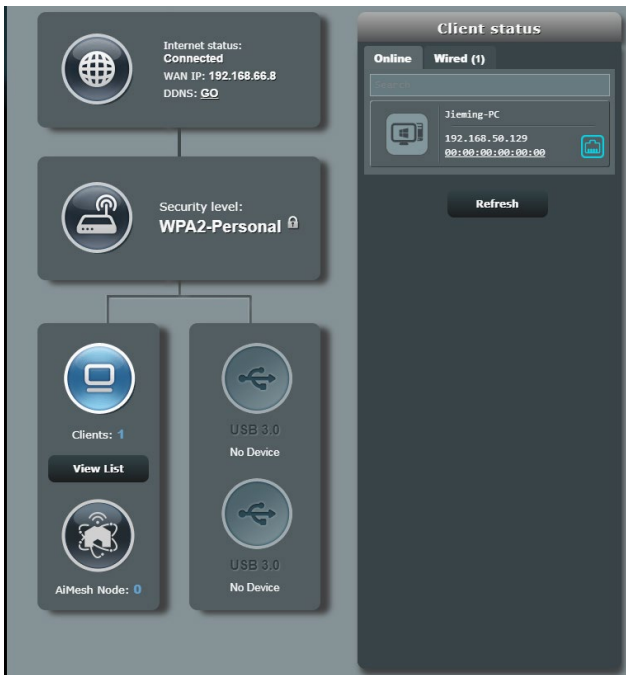 Internet status:
Connected
WAN IP: 192.168.66.8
DDNS: GO
Security level:
WPA2-Personal
Clients: 1
View List
AiMesh Node: 0
USB 3.0
No Device
USB 3.0
No Device
Client status
Online Wired (1)
Search
Jieming-PC
192.168.50.129
00:00:00:00:00:00
Refresh